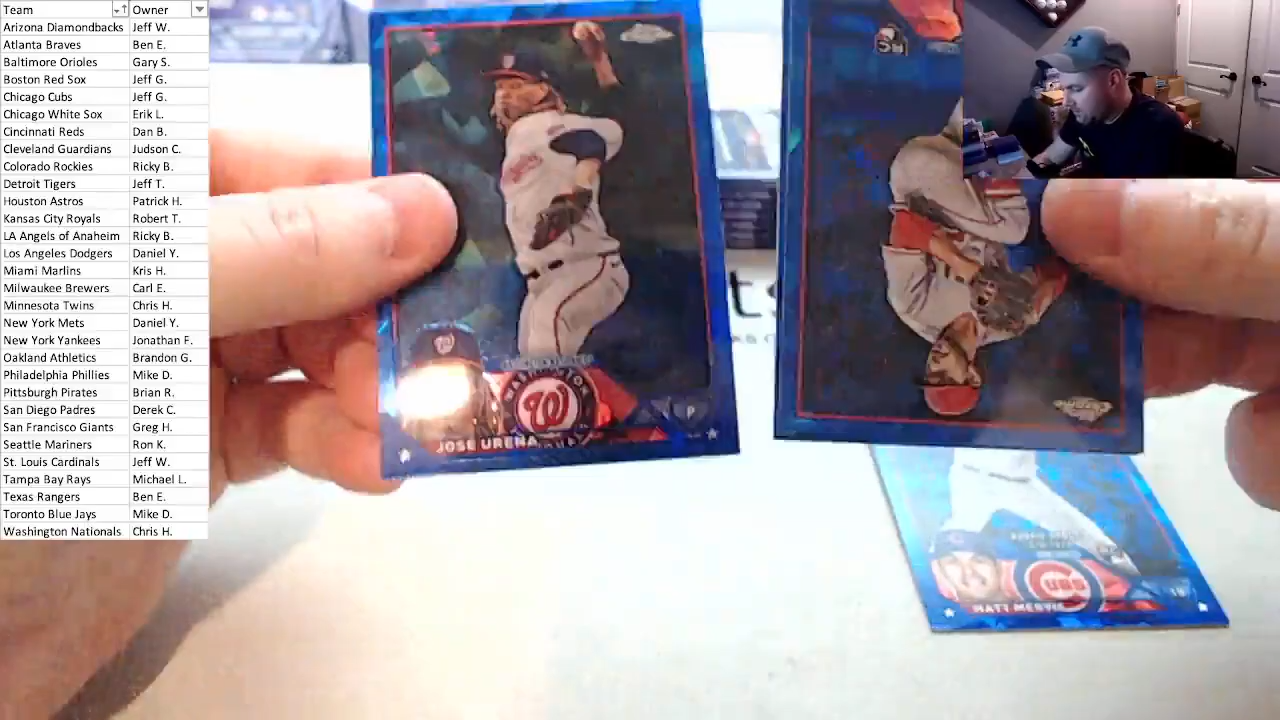 Team Owner
Arizona Diamondbacks Jeff W.
Atlanta Braves Ben E.
Baltimore Orioles Gary S.
Boston Red Sox Jeff G.
Chicago Cubs Jeff G.
Chicago White Sox Erik L.
Cincinnati Reds Dan B.
Cleveland Guardians Judson C.
Colorado Rockies Ricky B.
Detroit Tigers Jeff T.
Houston Astros Patrick H.
Kansas City Royals Robert T.
LA Angels of Anaheim Ricky B.
Los Angeles Dodgers Daniel Y.
Miami Marlins Kris H.
Milwaukee Brewers Carl E.
Minnesota Twins Chris H.
New York Mets Daniel Y.
New York Yankees Jonathan F.
Oakland Athletics Brandon G.
Philadelphia Phillies Mike D.
Pittsburgh Pirates Brian R.
San Diego Padres Derek C.
San Francisco Giants Greg H.
Seattle Mariners Ron K.
St. Louis Cardinals Jeff W.
Tampa Bay Rays Michael L.
Texas Rangers Ben E.
Toronto Blue Jays Mike D.
Washington Nationals Chris H.
W
JOSE UREÑA
P
RC
CUBS
MATT MERVIS
1B